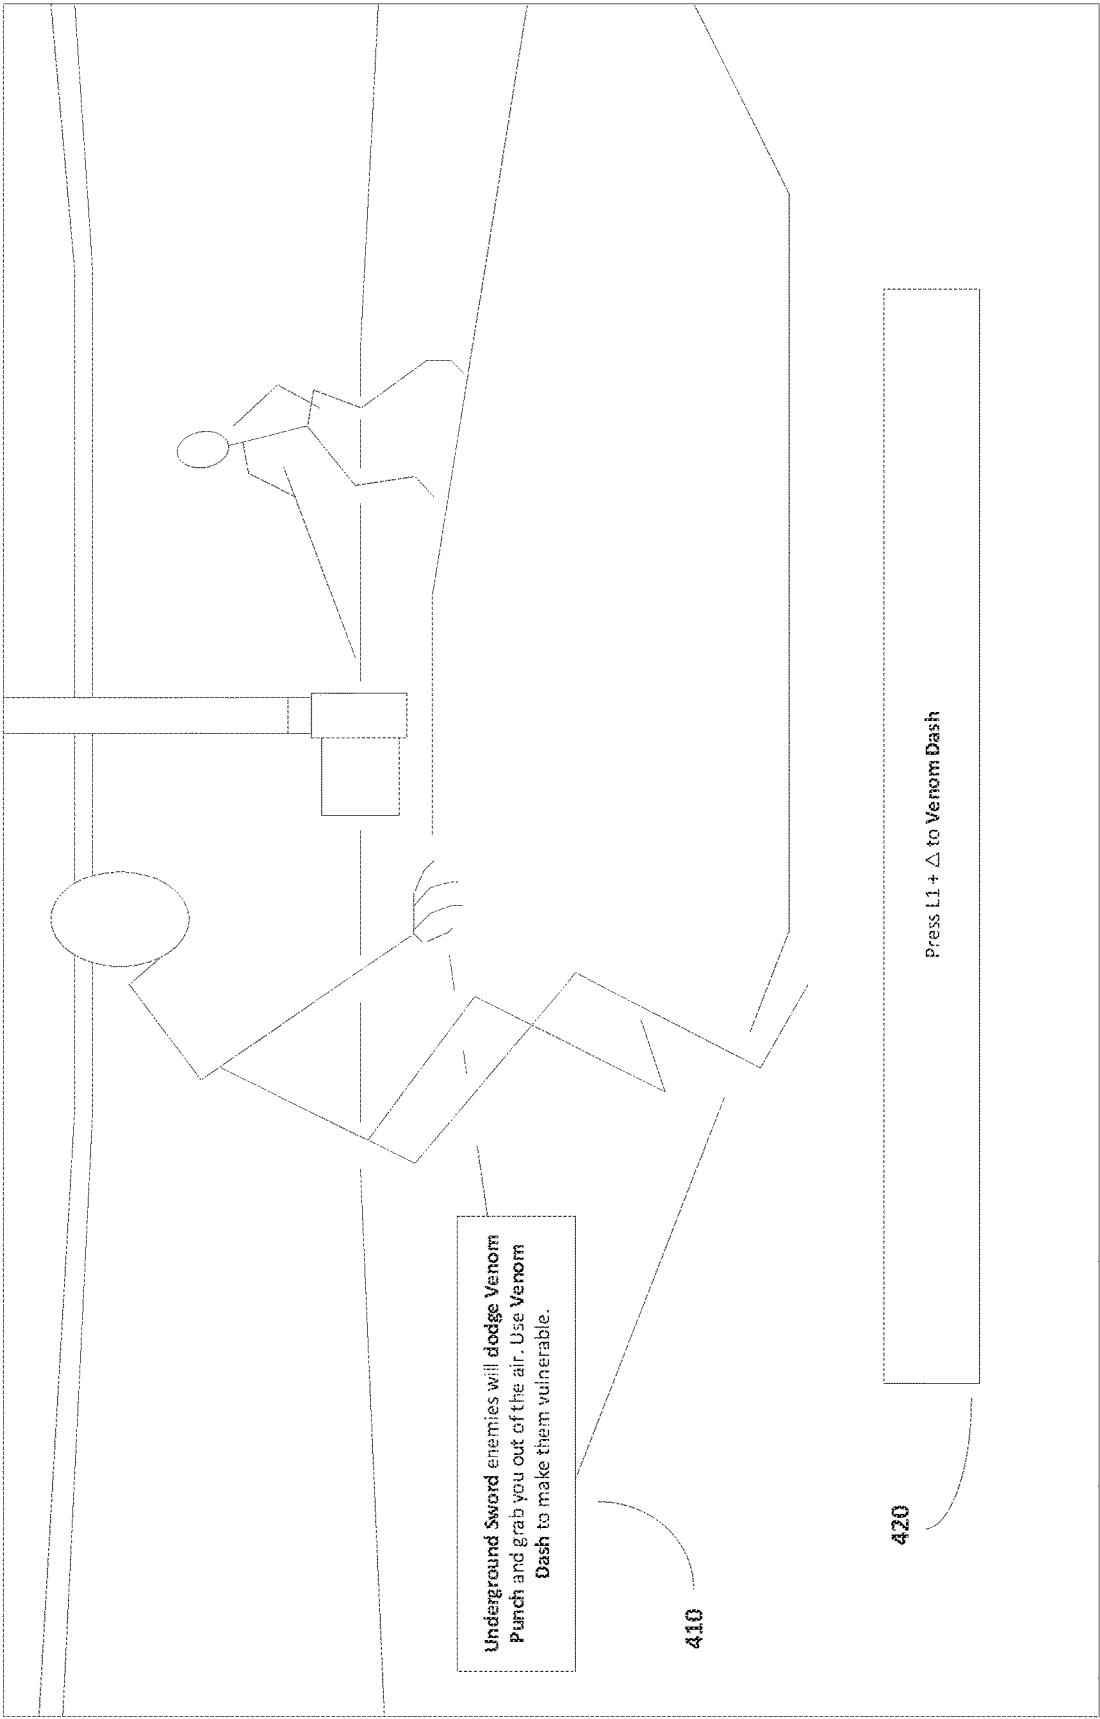 Underground Sword enemies will dodge Venom
Punch and grab you out of the air. Use Venom
Dash to make them vulnerable.
410
Press L1 + △ to Venom Dash
420